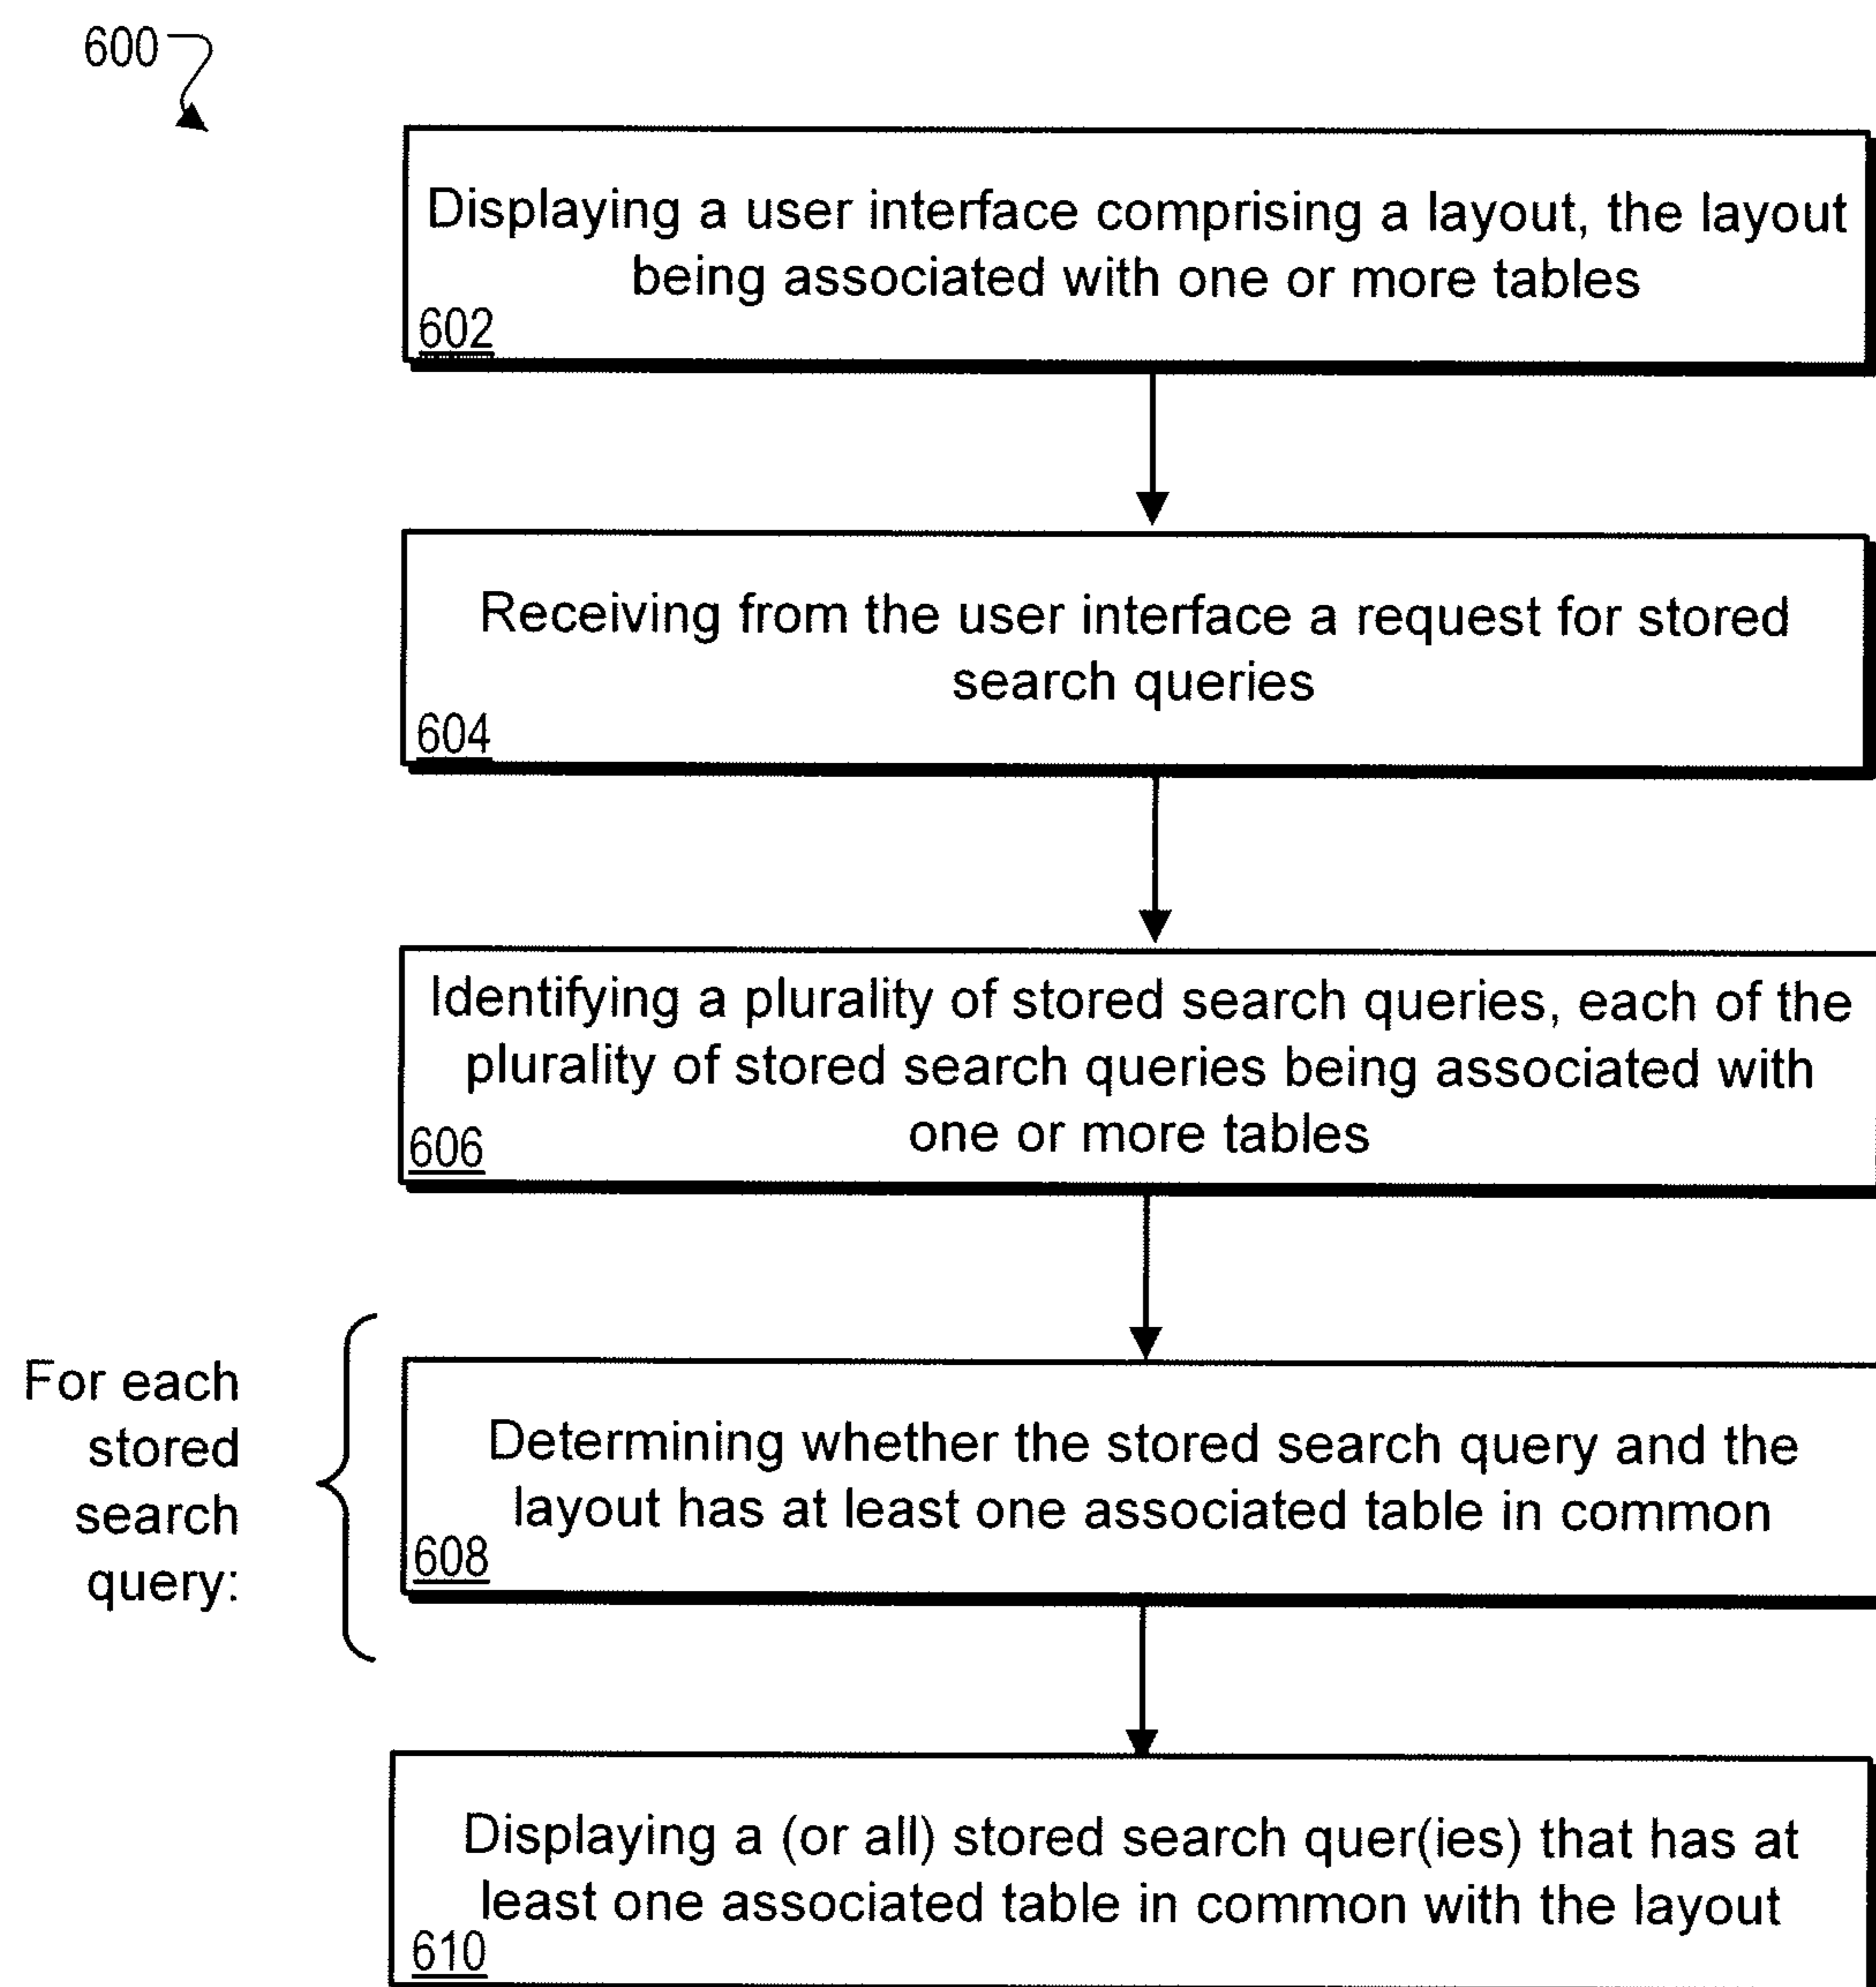 600
Displaying a user interface comprising a layout, the layout
being associated with one or more tables
602
Receiving from the user interface a request for stored
search queries
604
Identifying a plurality of stored search queries, each of the
plurality of stored search queries being associated with
one or more tables
606
For each
stored
search
query:
Determining whether the stored search query and the
layout has at least one associated table in common
608
Displaying a (or all) stored search quer(ies) that has at
least one associated table in common with the layout
610